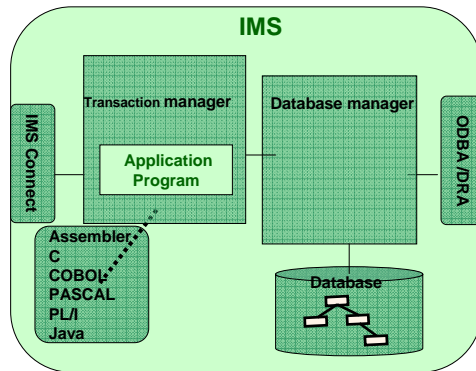 IMS
Transaction manager
Database manager
IMS Connect
Application
Program
ODBA /DRA
Assembler
C
COBOL
PASCAL
PL/I
Java
Database